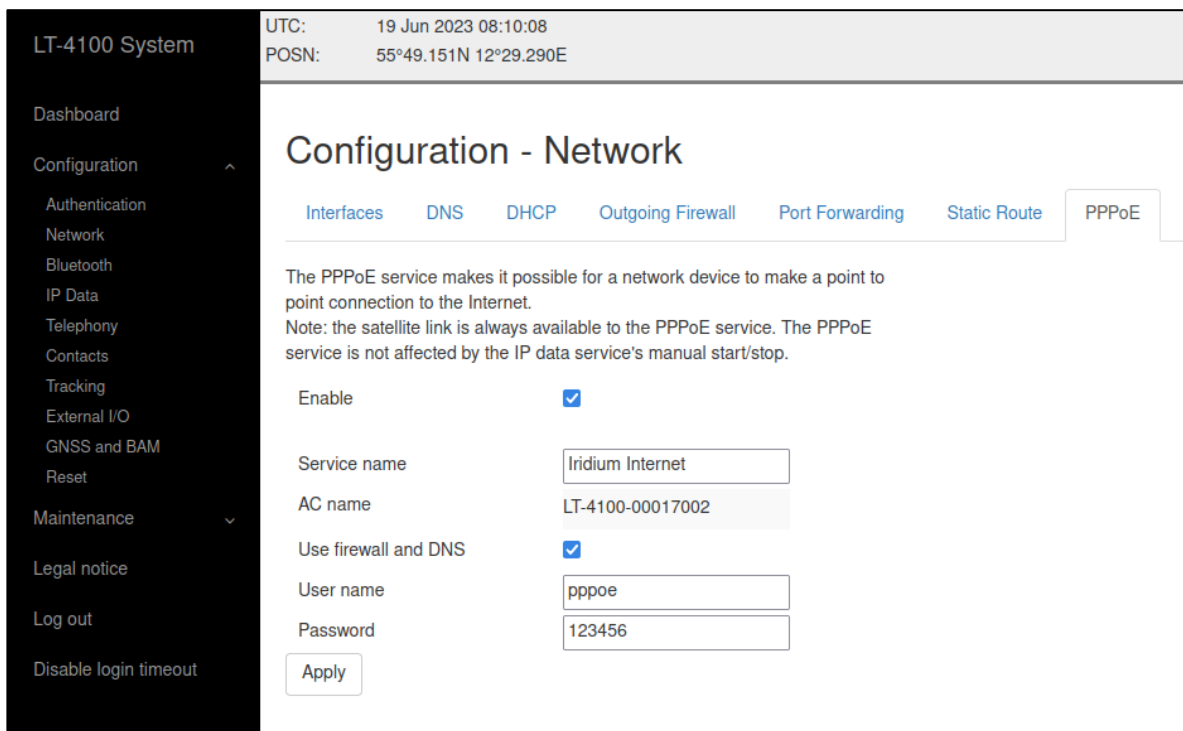 LT-4100 System
Dashboard
Configuration
Authentication
Network
Bluetooth
IP Data
Telephony
Contacts
Tracking
External I/O
GNSS and BAM
Reset
Maintenance
Legal notice
Log out
Disable login timeout
UTC: 19 Jun 2023 08:10:08
POSN: 55°49.151N 12°29.290E
Configuration - Network
Interfaces DNS DHCP Outgoing Firewall Port Forwarding Static Route PPPoE
The PPPoE service makes it possible for a network device to make a point to
point connection to the Internet.
Note: the satellite link is always available to the PPPoE service. The PPPoE
service is not affected by the IP data service's manual start/stop.
Enable
Service name Iridium Internet
AC name LT-4100-00017002
Use firewall and DNS
User name pppoe
Password 123456
Apply